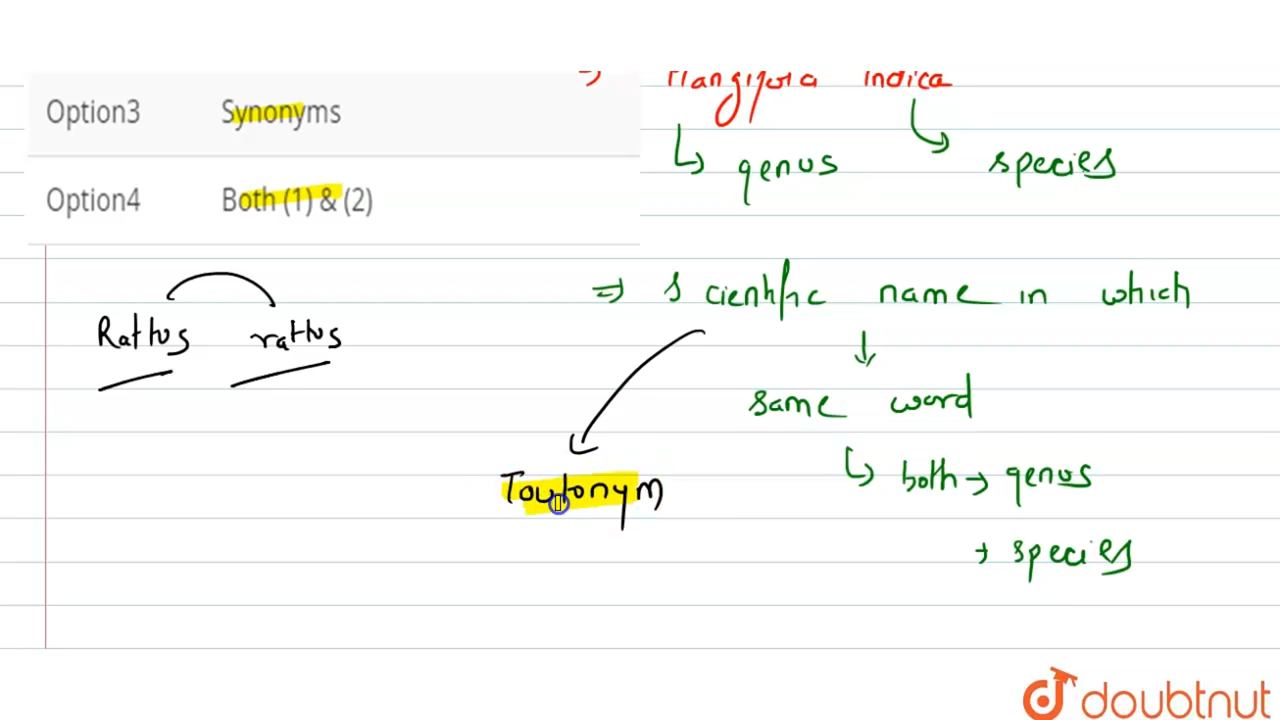 ⇒ Mangifera indica
Option3 Synonyms
genus species
Option4 Both (1) & (2)
⇒ Scientific name in which
Rattus rattus
same word
both → genus
Toutonym
+ species
doubtnut